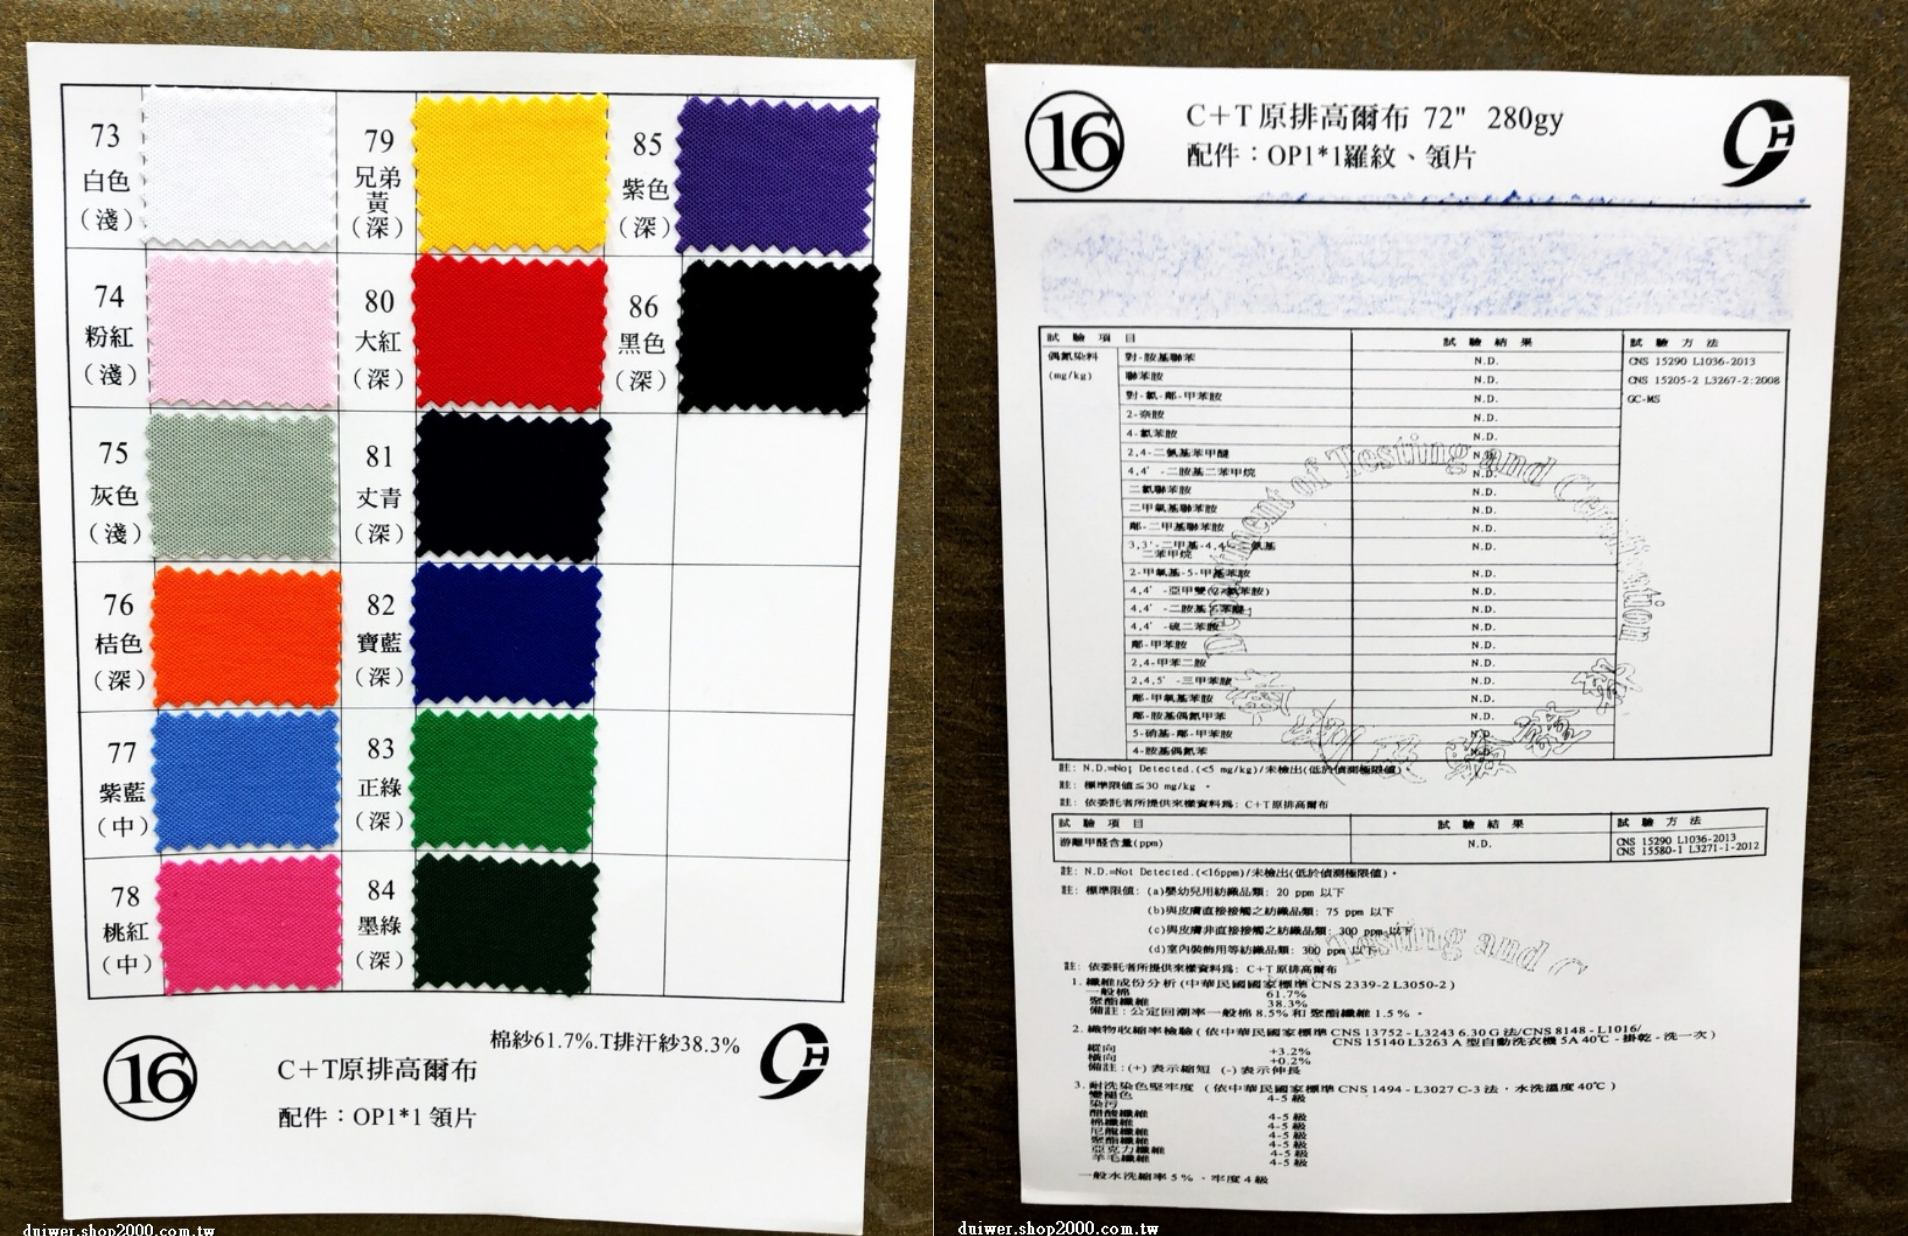 73
白色
(淺)
79
兄弟
黃
(深)
85
紫色
(深)
74
粉紅
(淺)
80
大紅
(深)
86
黑色
(深)
75
灰色
(淺)
81
丈青
(深)
76
桔色
(深)
82
寶藍
(深)
77
紫藍
(中)
83
正綠
(深)
78
桃紅
(中)
84
墨綠
(深)
棉紗61.7%.T排汗紗38.3%
16
C+T原排高爾布
配件：OP1*1 領片
duiwer.shop2000.com.tw
16
C+T原排高爾布 72" 280gy
配件：OP1*1羅紋、領片
試驗項目 試驗結果 試驗方法
偶氮染料
(mg/kg)
對-胺基聯苯 N.D. CNS 15290 L1036-2013
聯苯胺 N.D. CNS 15205-2 L3267-2:2008
對-氯-鄰-甲苯胺 N.D. GC-MS
2-奈胺 N.D.
4-氯苯胺 N.D.
2,4-二氨基苯甲醚 N.D.
4,4'-二胺基二苯甲烷 N.D.
二氯聯苯胺 N.D.
二甲氧基聯苯胺 N.D.
鄰-二甲基聯苯胺 N.D.
3,3'-二甲基-4,4' 氨基 N.D.
二苯甲烷
2-甲氧基-5-甲基苯胺 N.D.
4,4'-亞甲雙(2-氯苯胺) N.D.
4,4'-二胺基二苯醚 N.D.
4,4'-硫二苯胺 N.D.
鄰-甲苯胺 N.D.
2,4-甲苯二胺 N.D.
2,4,5'-三甲苯胺 N.D.
鄰-甲氧基苯胺 N.D.
鄰-胺基偶氮甲苯 N.D.
5-硝基-鄰-甲苯胺 N.D.
4-胺基偶氮苯 N.D.
Department of Testing and Certification
註: N.D.=Not Detected.(<5 mg/kg)/未檢出(低於偵測極限值)
註: 標準限值≦30 mg/kg 。
註: 依委託者所提供來樣資料為: C+T原排高爾布
試驗項目 試驗結果 試驗方法
游離甲醛含量(ppm) N.D. CNS 15290 L1036-2013
CNS 15580-1 L3271-1-2012
註: N.D.=Not Detected.(<16ppm)/未檢出(低於偵測極限值)。
註: 標準限值: (a)嬰幼兒用紡織品類: 20 ppm 以下
(b)與皮膚直接接觸之紡織品類: 75 ppm 以下
(c)與皮膚非直接接觸之紡織品類: 300 ppm 以下
(d)室內裝飾用等紡織品類: 300 ppm 以下
Testing and C
註: 依委託者所提供來樣資料為: C+T原排高爾布
1. 纖維成份分析(中華民國國家標準CNS 2339-2 L3050-2)
一般棉 61.7%
聚酯纖維 38.3%
備註：公定回潮率一般棉 8.5% 和 聚酯纖維 1.5% 。
2. 織物收縮率檢驗(依中華民國家標準CNS 13752 - L3243 6.30 G 法/CNS 8148 - L1016/
CNS 15140 L3263 A 型自動洗衣機 5A 40℃ - 掛乾 - 洗一次)
縱向 +3.2%
橫向 +0.2%
備註：(+) 表示縮短 (-) 表示伸長
3. 耐洗染色堅牢度 (依中華民國家標準CNS 1494 - L3027 C-3 法，水洗溫度40℃)
變褪色 4-5 級
染污
醋酸纖維 4-5 級
棉纖維 4-5 級
尼龍纖維 4-5 級
聚酯纖維 4-5 級
亞克力纖維 4-5 級
羊毛纖維 4-5 級
一般水洗縮率5%、牢度4級
duiwer.shop2000.com.tw